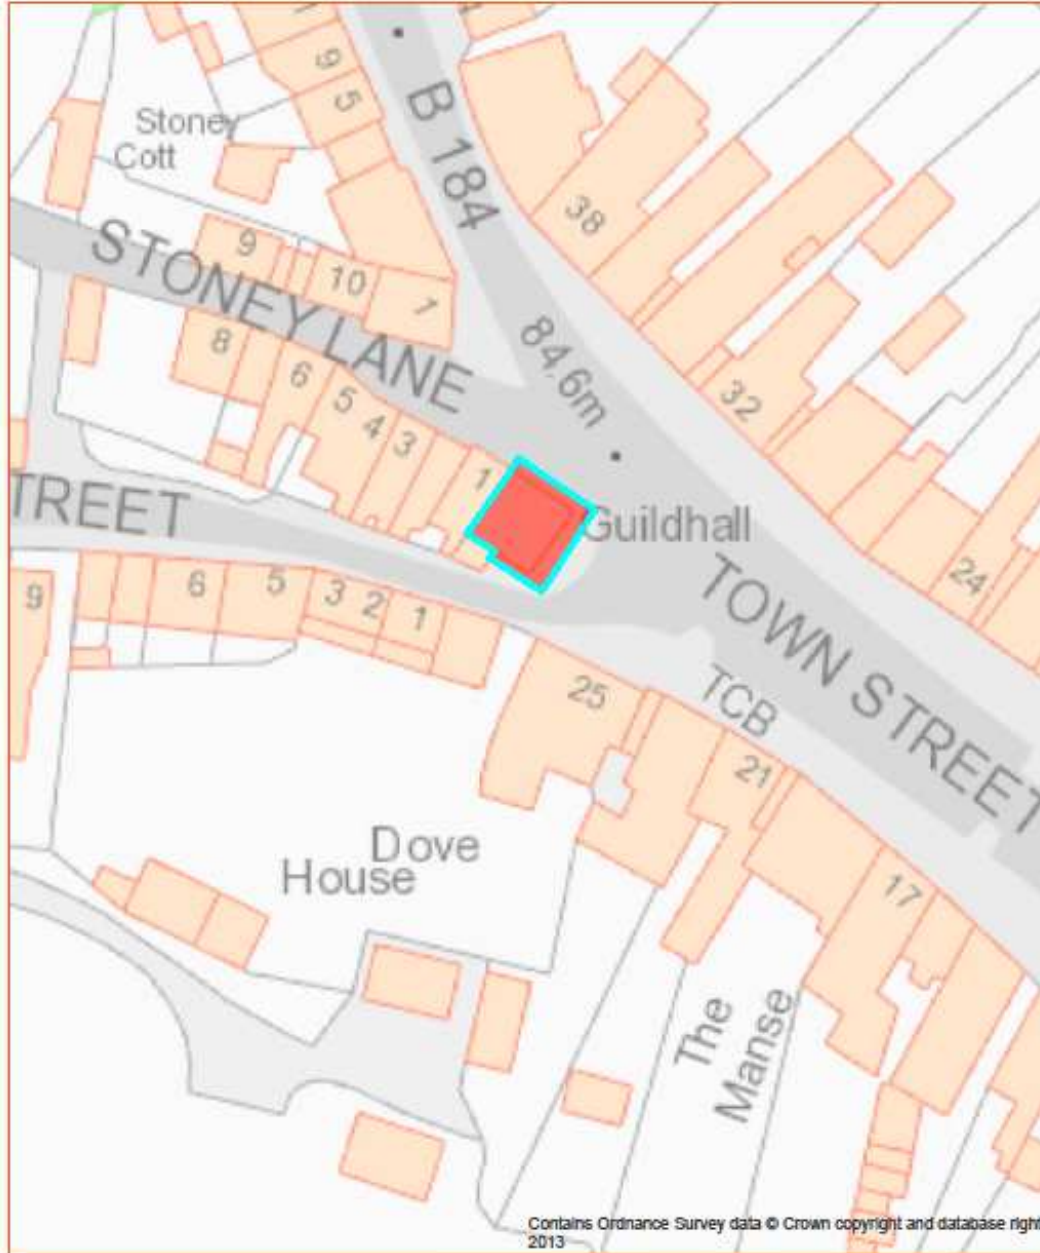 9
5
B 184
Stoney
Cott
38
9
STONEY LANE
10
1
84.6m
8
6
5
4
3
1
32
TREET
Guildhall
24
9
6
5
3
2
1
TOWN STREET
25
TCB
21
Dove
House
17
The
Manse
Contains Ordnance Survey data © Crown copyright and database right
2013